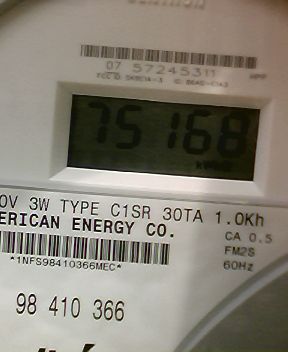 07 57245311
75168
kWh
0V 3W TYPE C1SR 30TA 1.0Kh
ERICAN ENERGY CO.
CA 0.5
FM2S
*1NFS98410366MEC*
60Hz
98 410 366